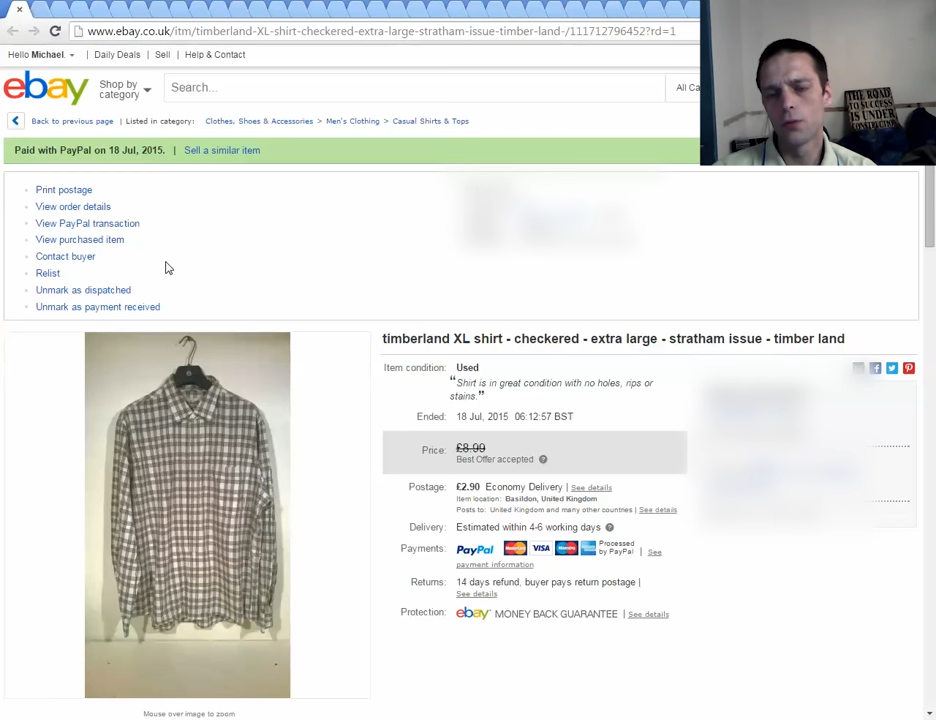 www.ebay.co.uk/itm/timberland-XL-shirt-checkered-extra-large-stratham-issue-timber-land-/111712796452?rd=1
Hello Michael. Daily Deals Sell Help & Contact
ebay Shop by category Search... All Ca
Back to previous page | Listed in category: Clothes, Shoes & Accessories > Men's Clothing > Casual Shirts & Tops
Paid with PayPal on 18 Jul, 2015. | Sell a similar item
THE ROAD
TO SUCCESS
IS UNDER
CONSTRUCTION
Print postage
View order details
View PayPal transaction
View purchased item
Contact buyer
Relist
Unmark as dispatched
Unmark as payment received
timberland XL shirt - checkered - extra large - stratham issue - timber land
Item condition: Used
“Shirt is in great condition with no holes, rips or
stains.”
Ended: 18 Jul, 2015 06:12:57 BST
Price: £8.99
Best Offer accepted
Postage: £2.90 Economy Delivery | See details
Item location: Basildon, United Kingdom
Posts to: United Kingdom and many other countries | See details
Delivery: Estimated within 4-6 working days
Payments: PayPal MasterCard VISA Maestro Processed by PayPal | See
payment information
Returns: 14 days refund, buyer pays return postage |
See details
Protection: ebay MONEY BACK GUARANTEE | See details
Mouse over image to zoom